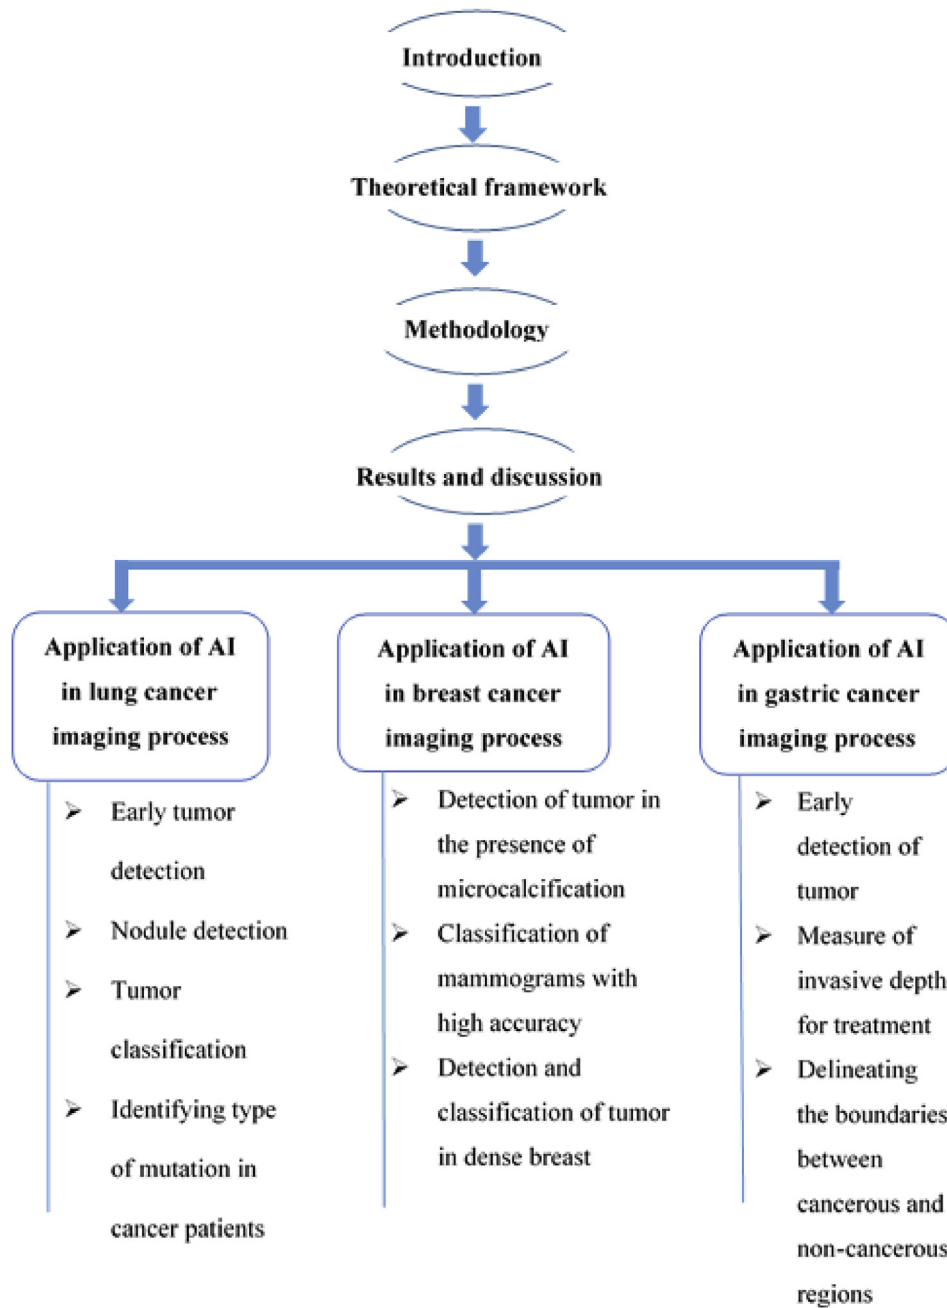 Introduction
Theoretical framework
Methodology
Results and discussion
Application of AI
in lung cancer
imaging process
Early tumor
detection
Nodule detection
Tumor
classification
Identifying type
of mutation in
cancer patients
Application of AI
in breast cancer
imaging process
Detection of tumor in
the presence of
microcalcification
Classification of
mammograms with
high accuracy
Detection and
classification of tumor
in dense breast
Application of AI
in gastric cancer
imaging process
Early
detection of
tumor
Measure of
invasive depth
for treatment
Delineating
the boundaries
between
cancerous and
non-cancerous
regions